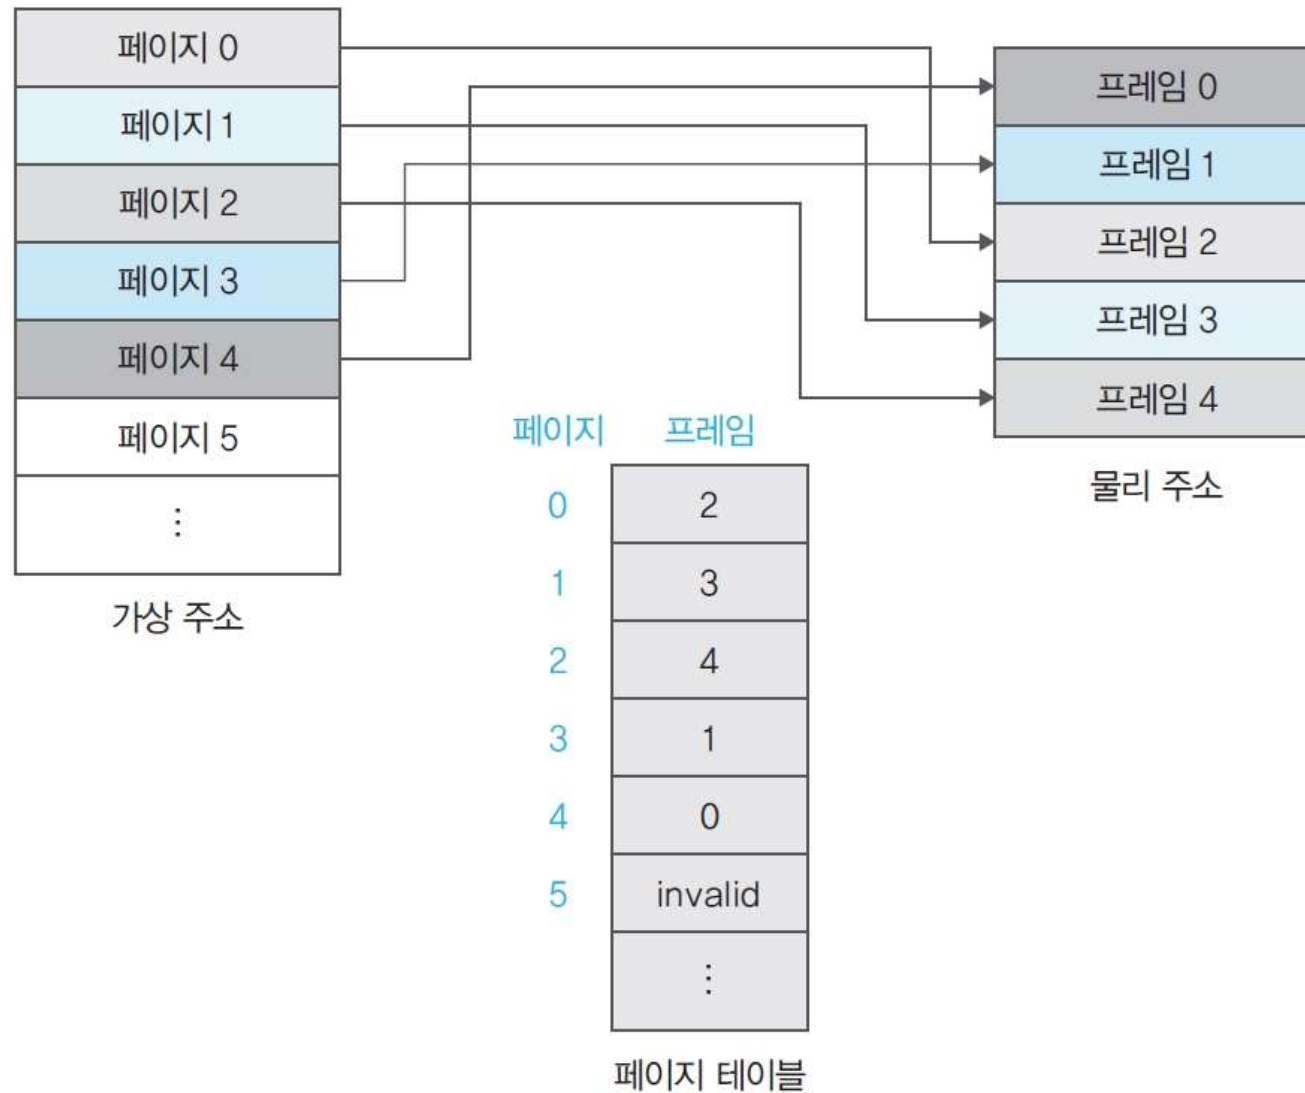 페이지 0
페이지 1
페이지 2
페이지 3
페이지 4
페이지 5
⋮
가상 주소
프레임 0
프레임 1
프레임 2
프레임 3
프레임 4
물리 주소
페이지 프레임
0 2
1 3
2 4
3 1
4 0
5 invalid
⋮
페이지 테이블